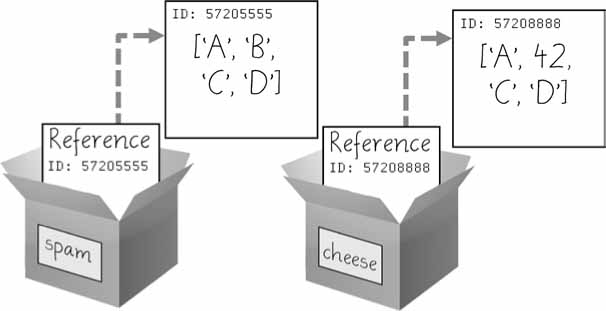 ID: 57205555
['A', 'B',
'C', 'D']
Reference
ID: 57205555
spam
ID: 57208888
['A', 42,
'C', 'D']
Reference
ID: 57208888
cheese